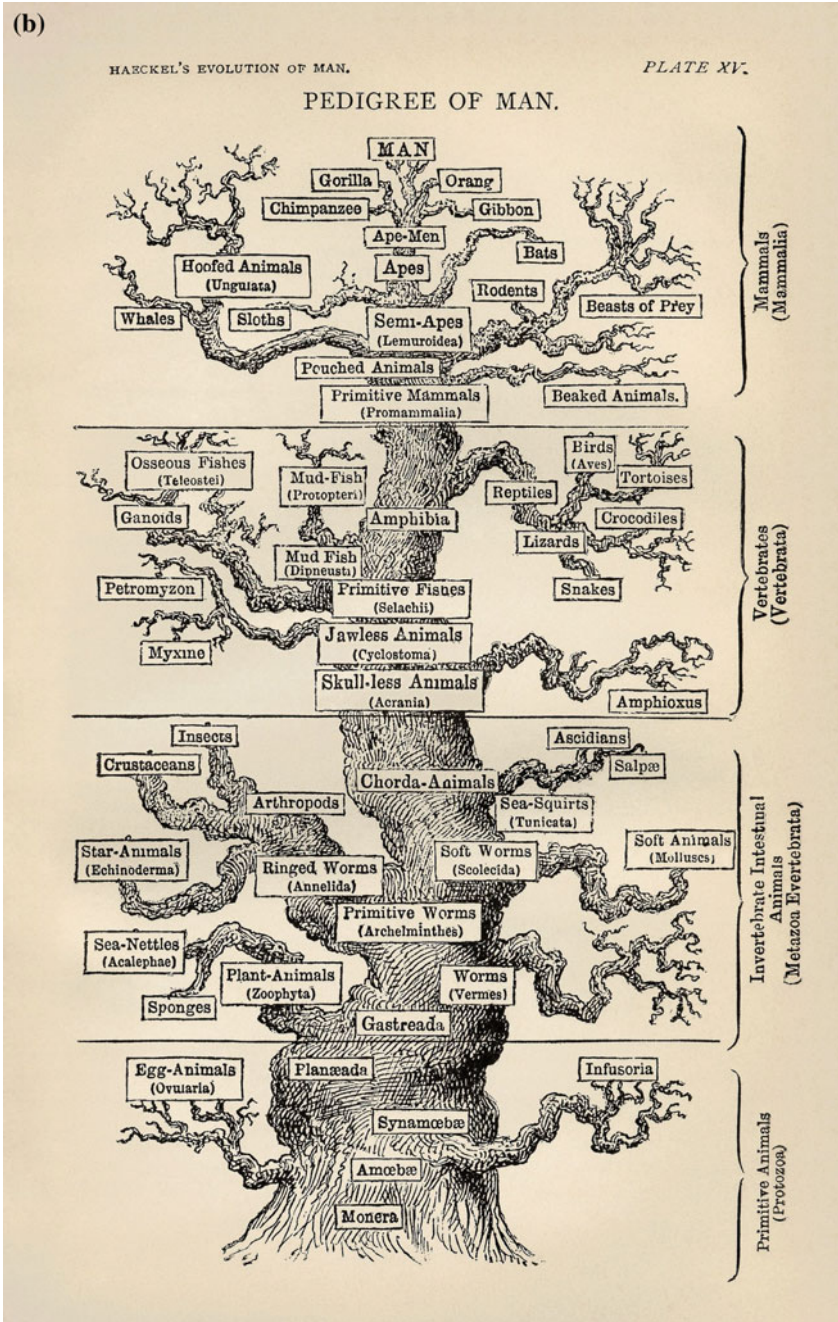 (b)
HAECKEL'S EVOLUTION OF MAN.
PLATE XV.
PEDIGREE OF MAN.
MAN
Gorilla
Orang
Chimpanzee
Gibbon
Ape-Men
Bats
Hoofed Animals
(Ungulata)
Apes
Rodents
Beasts of Prey
Whales
Sloths
Semi-Apes
(Lemuroidea)
Pouched Animals
Primitive Mammals
(Promammalia)
Beaked Animals.
Mammals
(Mammalia)
Osseous Fishes
(Teleostei)
Mud-Fish
(Protopteri)
Birds
(Aves)
Tortoises
Reptiles
Ganoids
Amphibia
Crocodiles
Lizards
Mud Fish
(Dipneusti)
Petromyzon
Primitive Fishes
(Selachii)
Snakes
Jawless Animals
(Cyclostoma)
Myxine
Skull-less Animals
(Acrania)
Amphioxus
Vertebrates
(Vertebrata)
Insects
Ascidians
Crustaceans
Salpæ
Chorda-Animals
Arthropods
Sea-Squirts
(Tunicata)
Star-Animals
(Echinoderma)
Ringed Worms
(Annelida)
Soft Worms
(Scolecida)
Soft Animals
(Molluscs)
Primitive Worms
(Archelminthes)
Sea-Nettles
(Acalephae)
Plant-Animals
(Zoophyta)
Worms
(Vermes)
Sponges
Gastreada
Invertebrate Intestinal
Animals
(Metazoa Evertebrata)
Egg-Animals
(Ovularia)
Planæada
Infusoria
Synamœbæ
Amœbæ
Monera
Primitive Animals
(Protozoa)